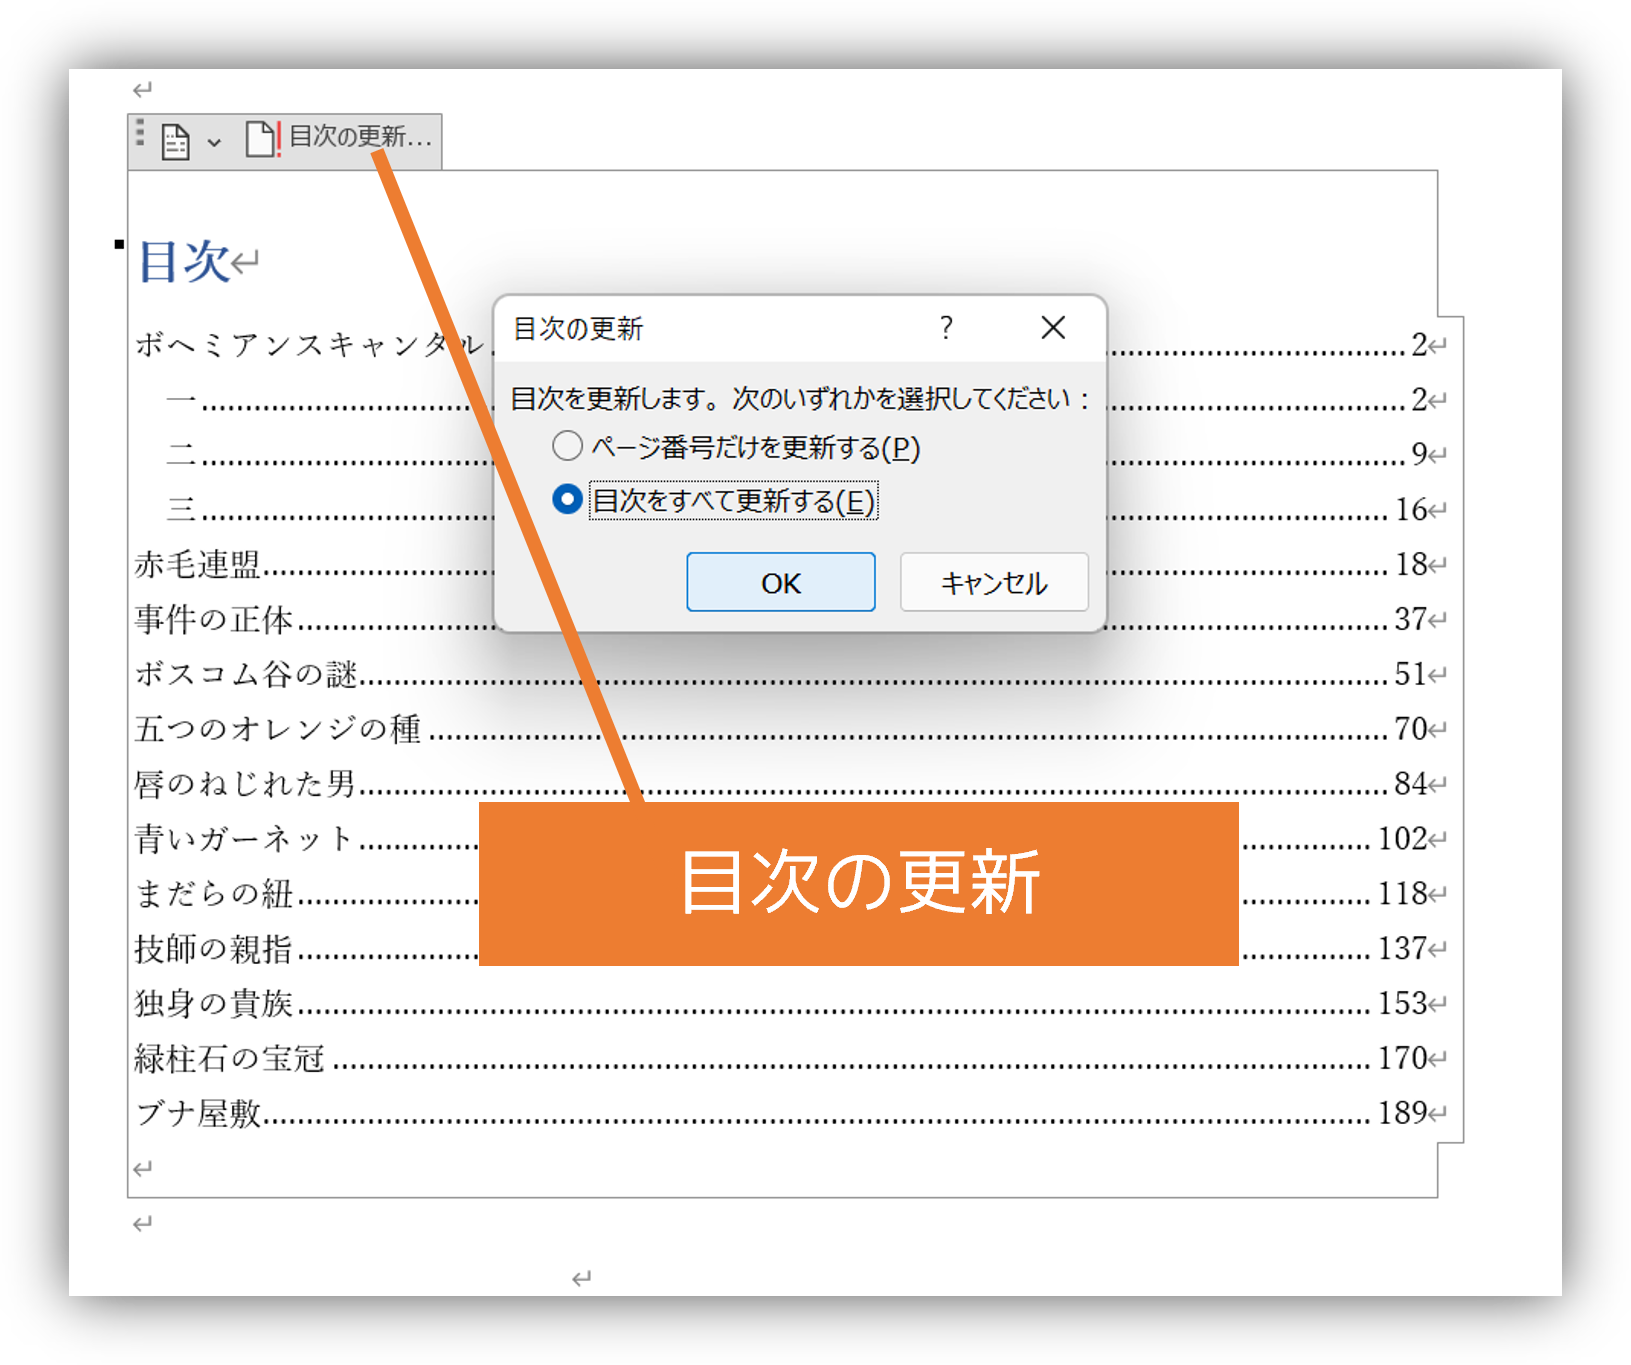 目次の更新...
目次
ボヘミアンスキャンダル 2
一 2
二 9
三 16
赤毛連盟 18
事件の正体 37
ボスコム谷の謎 51
五つのオレンジの種 70
唇のねじれた男 84
青いガーネット 102
まだらの紐 118
技師の親指 137
独身の貴族 153
緑柱石の宝冠 170
ブナ屋敷 189
目次の更新 ?
目次を更新します。次のいずれかを選択してください：
ページ番号だけを更新する(P)
目次をすべて更新する(E)
OK キャンセル
目次の更新